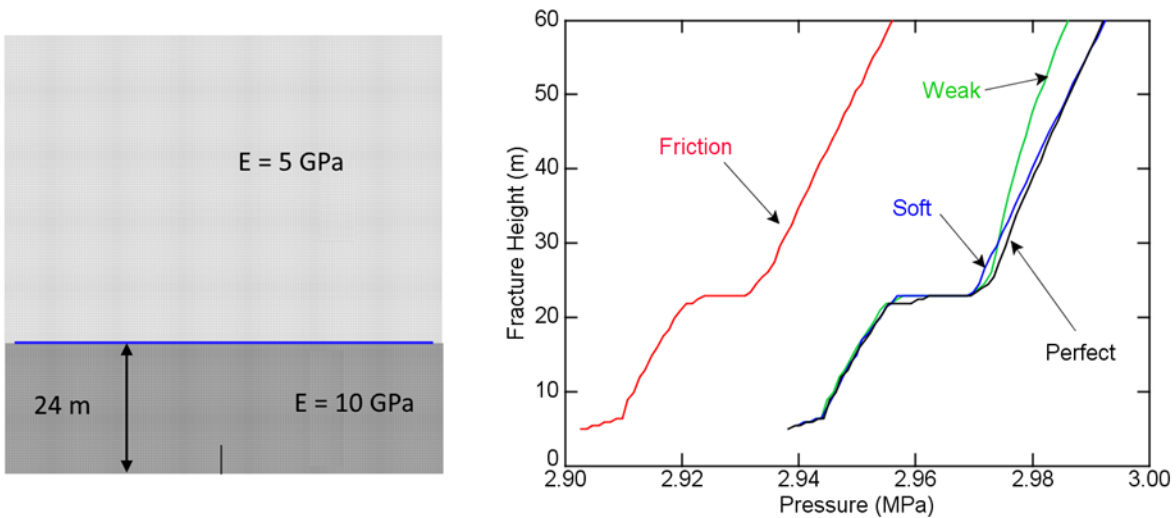 E = 5 GPa
24 m
E = 10 GPa
Fracture Height (m)
60
50
40
30
20
10
0
2.90 2.92 2.94 2.96 2.98 3.00
Pressure (MPa)
Friction
Weak
Soft
Perfect